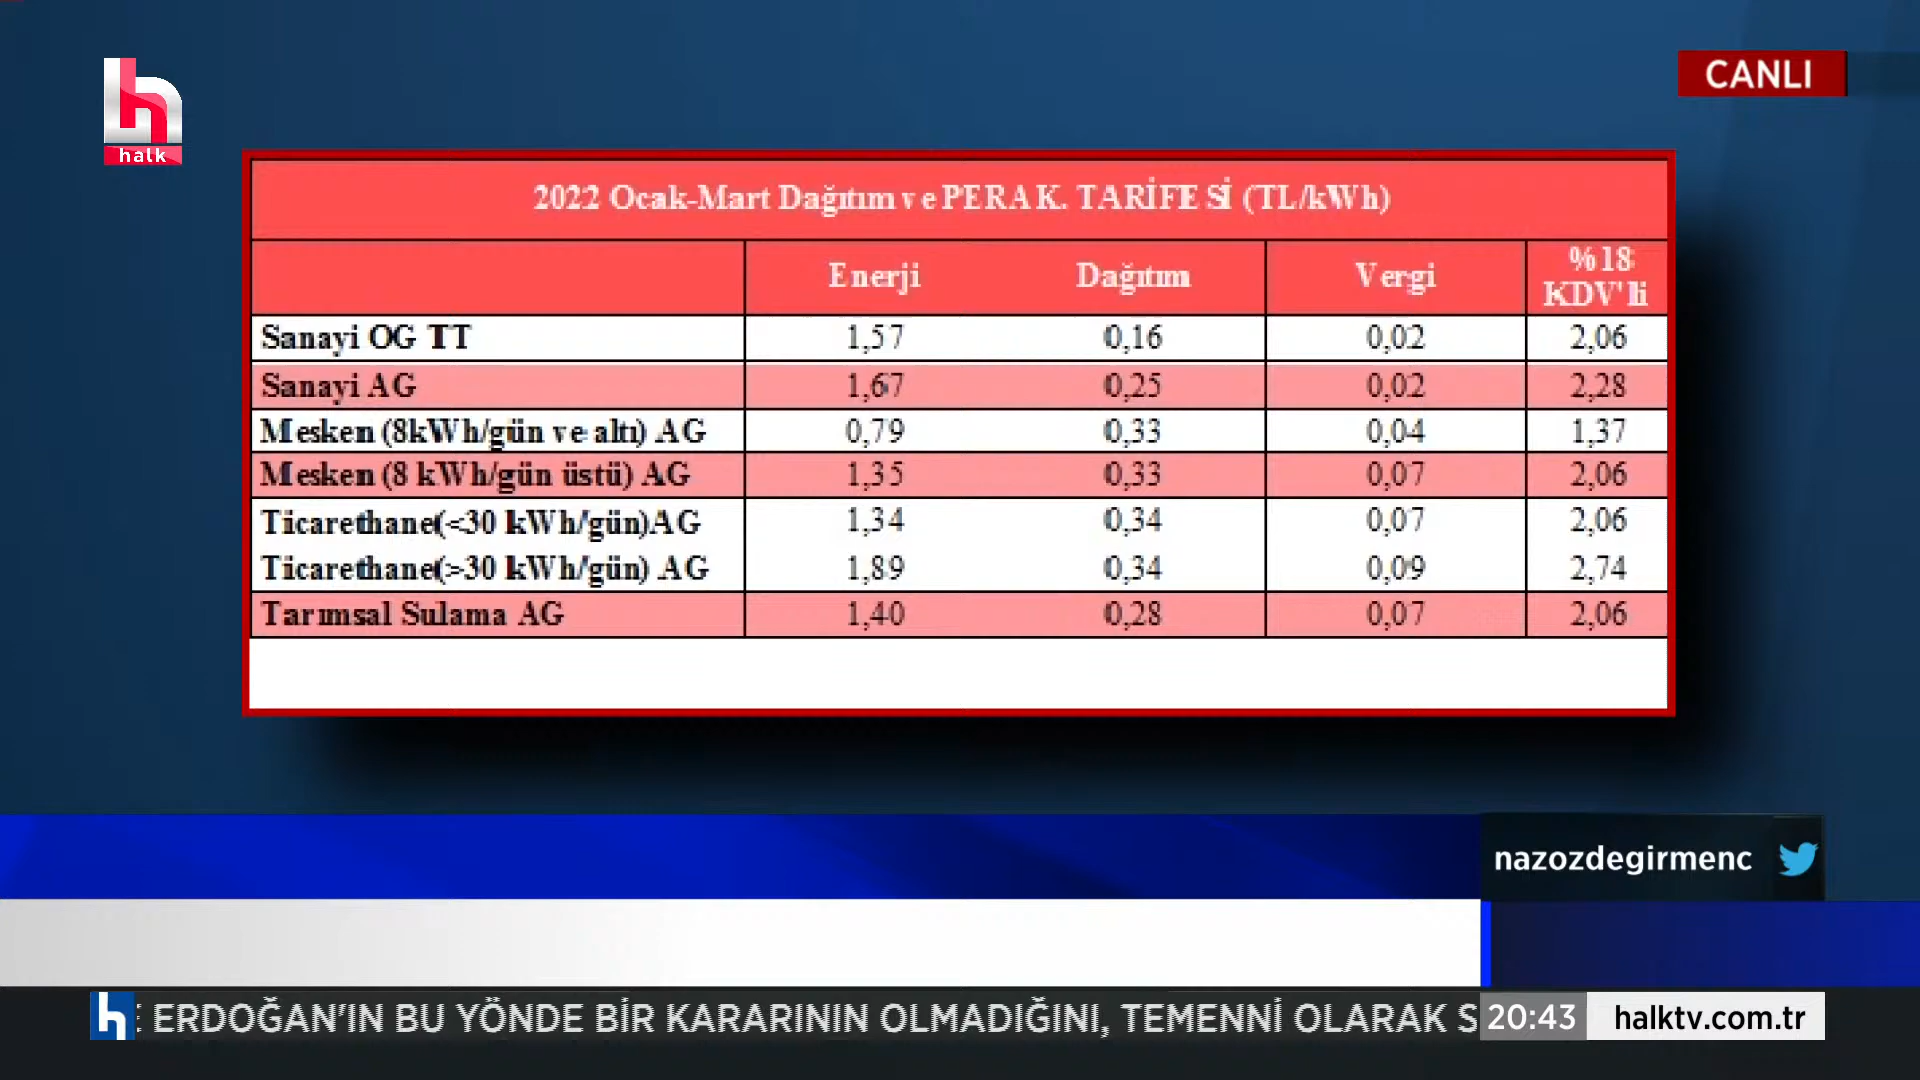 halk
CANLI
2022 Ocak-Mart Dağıtım ve PERAK. TARİFESİ (TL/kWh)
Enerji Dağıtım Vergi %18 KDV'li
Sanayi OG TT 1,57 0,16 0,02 2,06
Sanayi AG 1,67 0,25 0,02 2,28
Mesken (8kWh/gün ve altı) AG 0,79 0,33 0,04 1,37
Mesken (8 kWh/gün üstü) AG 1,35 0,33 0,07 2,06
Ticarethane(<30 kWh/gün)AG 1,34 0,34 0,07 2,06
Ticarethane(>30 kWh/gün) AG 1,89 0,34 0,09 2,74
Tarımsal Sulama AG 1,40 0,28 0,07 2,06
nazozdegirmenc
ERDOĞAN'IN BU YÖNDE BİR KARARININ OLMADIĞINI, TEMENNİ OLARAK S 20:43 halktv.com.tr